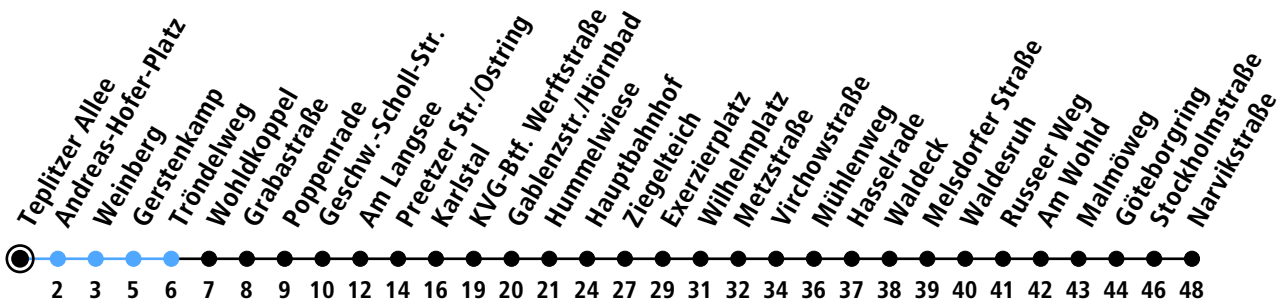 Teplitzer Allee
Andreas-Hofer-Platz
Weinberg
Gerstenkamp
Tröndelweg
Wohldkoppel
Grabastraße
Poppenrade
Geschw.-Scholl-Str.
Am Langsee
Preetzer Str./Ostring
Karlstal
KVG-Btf. Werftstraße
Gablenzstr./Hörnbad
Hummelwiese
Hauptbahnhof
Ziegelteich
Exerzierplatz
Wilhelmplatz
Metzstraße
Virchowstraße
Mühlenweg
Hasselrade
Waldeck
Melsdorfer Straße
Waldesruh
Russeer Weg
Am Wohld
Malmöweg
Göteborgring
Stockholmstraße
Narvikstraße
2 3 5 6 7 8 9 10 12 14 16 19 20 21 24 27 29 31 32 34 36 37 38 39 40 41 42 43 44 46 48